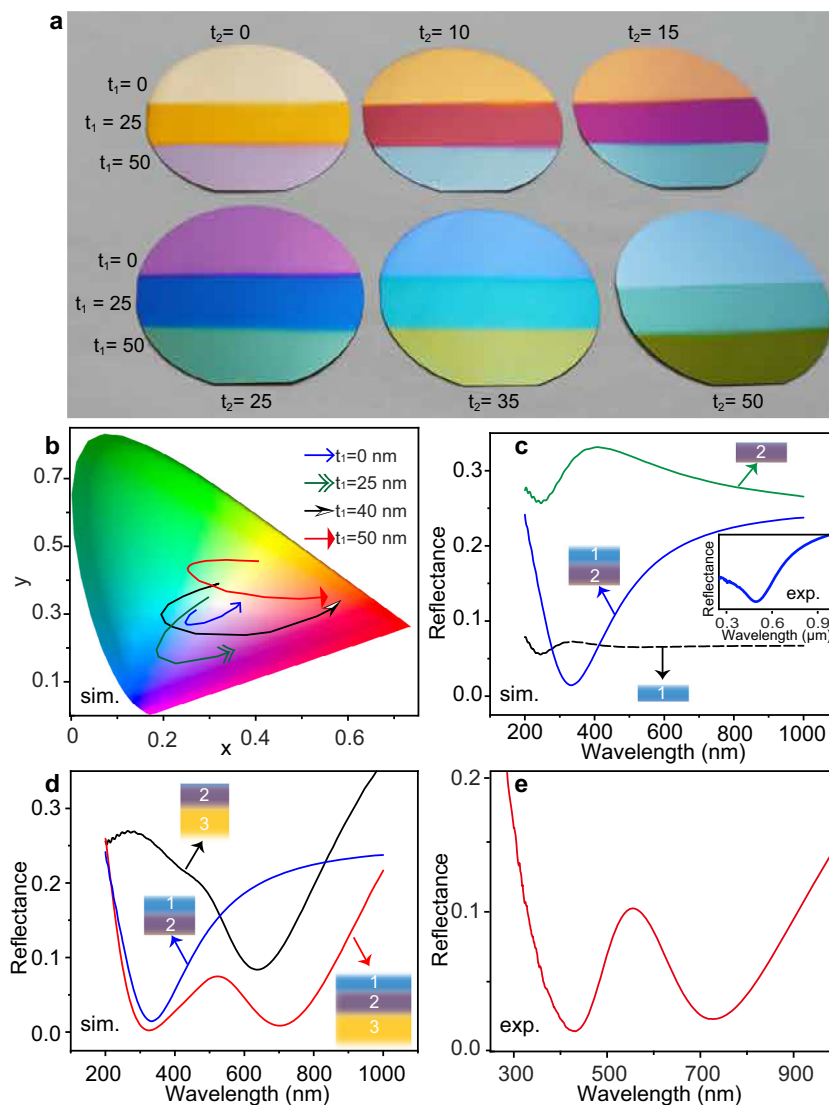 a
t₂= 0
t₂= 10
t₂= 15
t₁= 0
t₁ = 25
t₁= 50
t₁= 0
t₁= 25
t₁= 50
t₂= 25
t₂= 35
t₂= 50
b
t₁=0 nm
t₁=25 nm
t₁=40 nm
t₁=50 nm
0.7
0.5
0.3
0.1
y
sim.
0.0
0.2
0.4
0.6
x
c
0.3
0.2
0.1
0.0
Reflectance
2
1
2
1
sim.
Reflectance
exp.
0.3
0.6
0.9
Wavelength (µm)
200
400
600
800
1000
Wavelength (nm)
d
0.3
0.2
0.1
0.0
Reflectance
2
3
1
2
1
2
3
sim.
200
400
600
800
1000
Wavelength (nm)
e
0.2
0.1
0.0
Reflectance
exp.
300
500
700
900
Wavelength (nm)